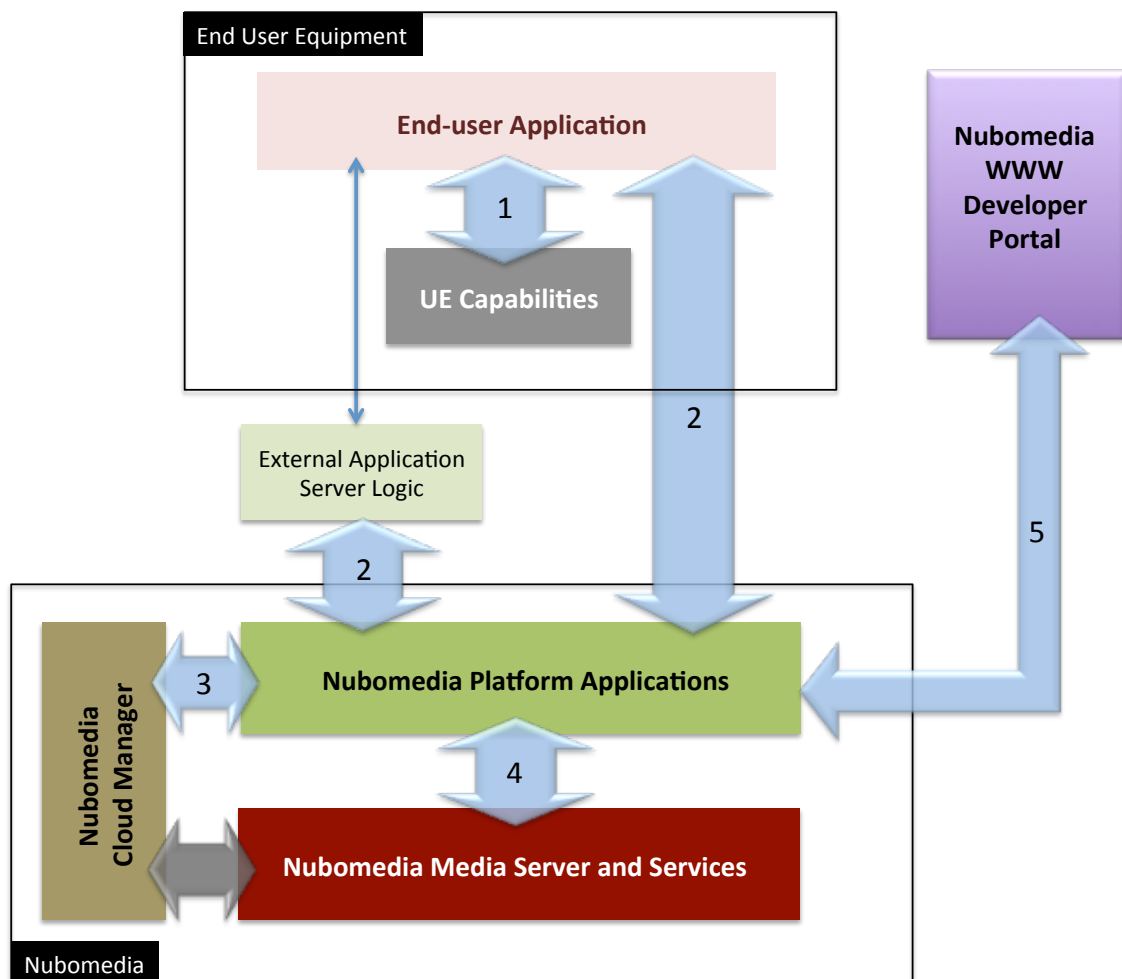 End User Equipment
End-user Application
1
UE Capabilities
Nubomedia
WWW
Developer
Portal
2
External Application
Server Logic
2
5
Nubomedia
Cloud Manager
3
Nubomedia Platform Applications
4
Nubomedia Media Server and Services
Nubomedia